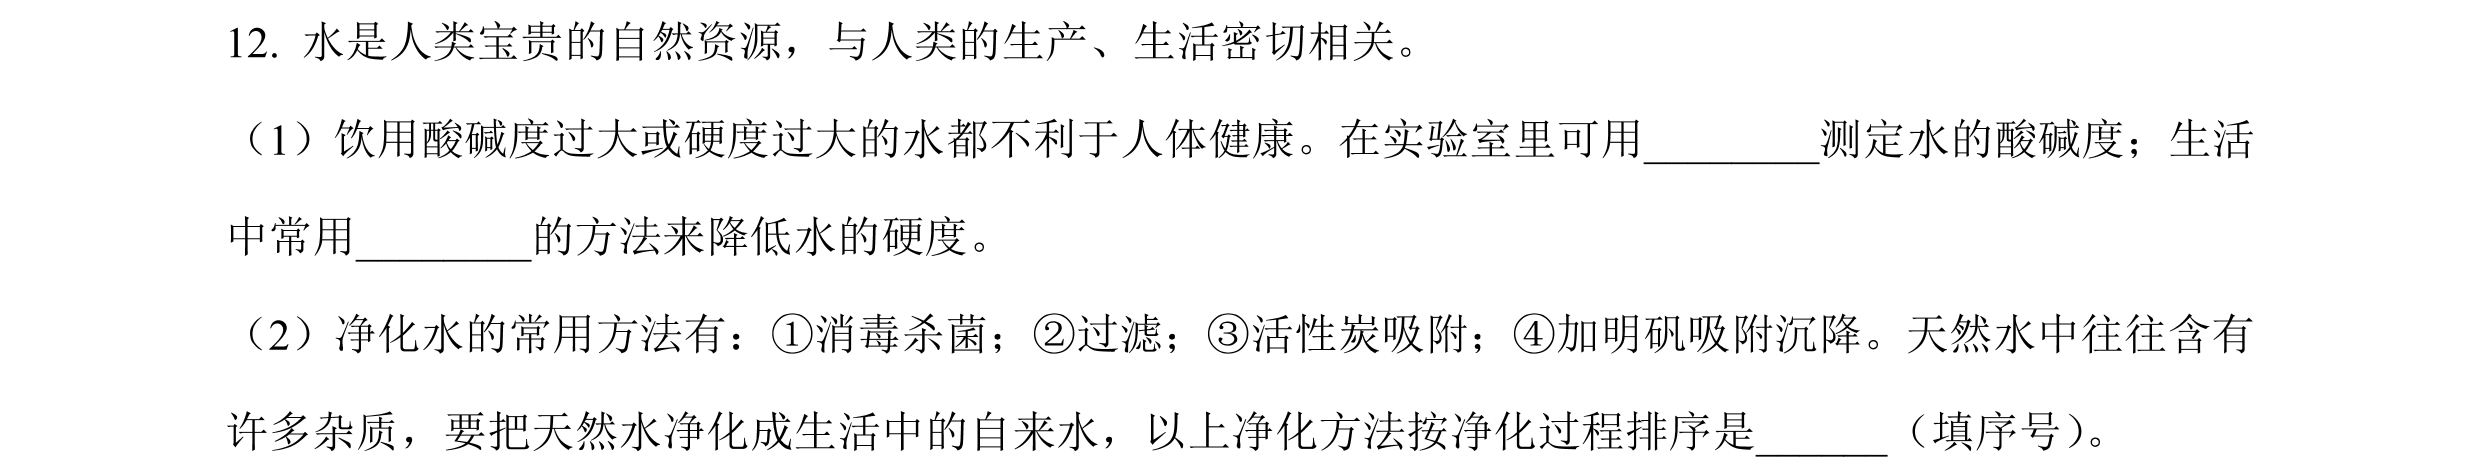 12. 水是人类宝贵的自然资源，与人类的生产、生活密切相关。
（1）饮用酸碱度过大或硬度过大的水都不利于人体健康。在实验室里可用________测定水的酸碱度；生活
中常用________的方法来降低水的硬度。
（2）净化水的常用方法有：①消毒杀菌；②过滤；③活性炭吸附；④加明矾吸附沉降。天然水中往往含有
许多杂质，要把天然水净化成生活中的自来水，以上净化方法按净化过程排序是______（填序号）。